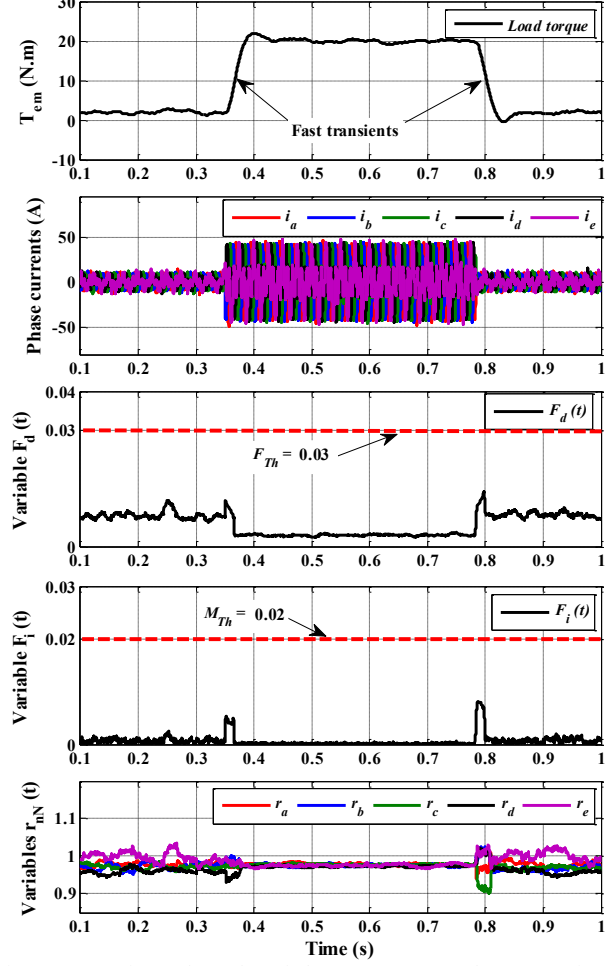 30
20
10
0
-10
T_em (N.m)
Load torque
Fast transients
0.1 0.2 0.3 0.4 0.5 0.6 0.7 0.8 0.9 1
50
0
-50
Phase currents (A)
i_a i_b i_c i_d i_e
0.1 0.2 0.3 0.4 0.5 0.6 0.7 0.8 0.9 1
0.04
0.03
0
Variable F_d (t)
F_d (t)
F_Th = 0.03
0.1 0.2 0.3 0.4 0.5 0.6 0.7 0.8 0.9 1
0.03
0.02
0
Variable F_i (t)
F_i(t)
M_Th = 0.02
0.1 0.2 0.3 0.4 0.5 0.6 0.7 0.8 0.9 1
1.1
1
0.9
Variables r_nN (t)
r_a r_b r_c r_d r_e
0.1 0.2 0.3 0.4 0.5 0.6 0.7 0.8 0.9 1
Time (s)